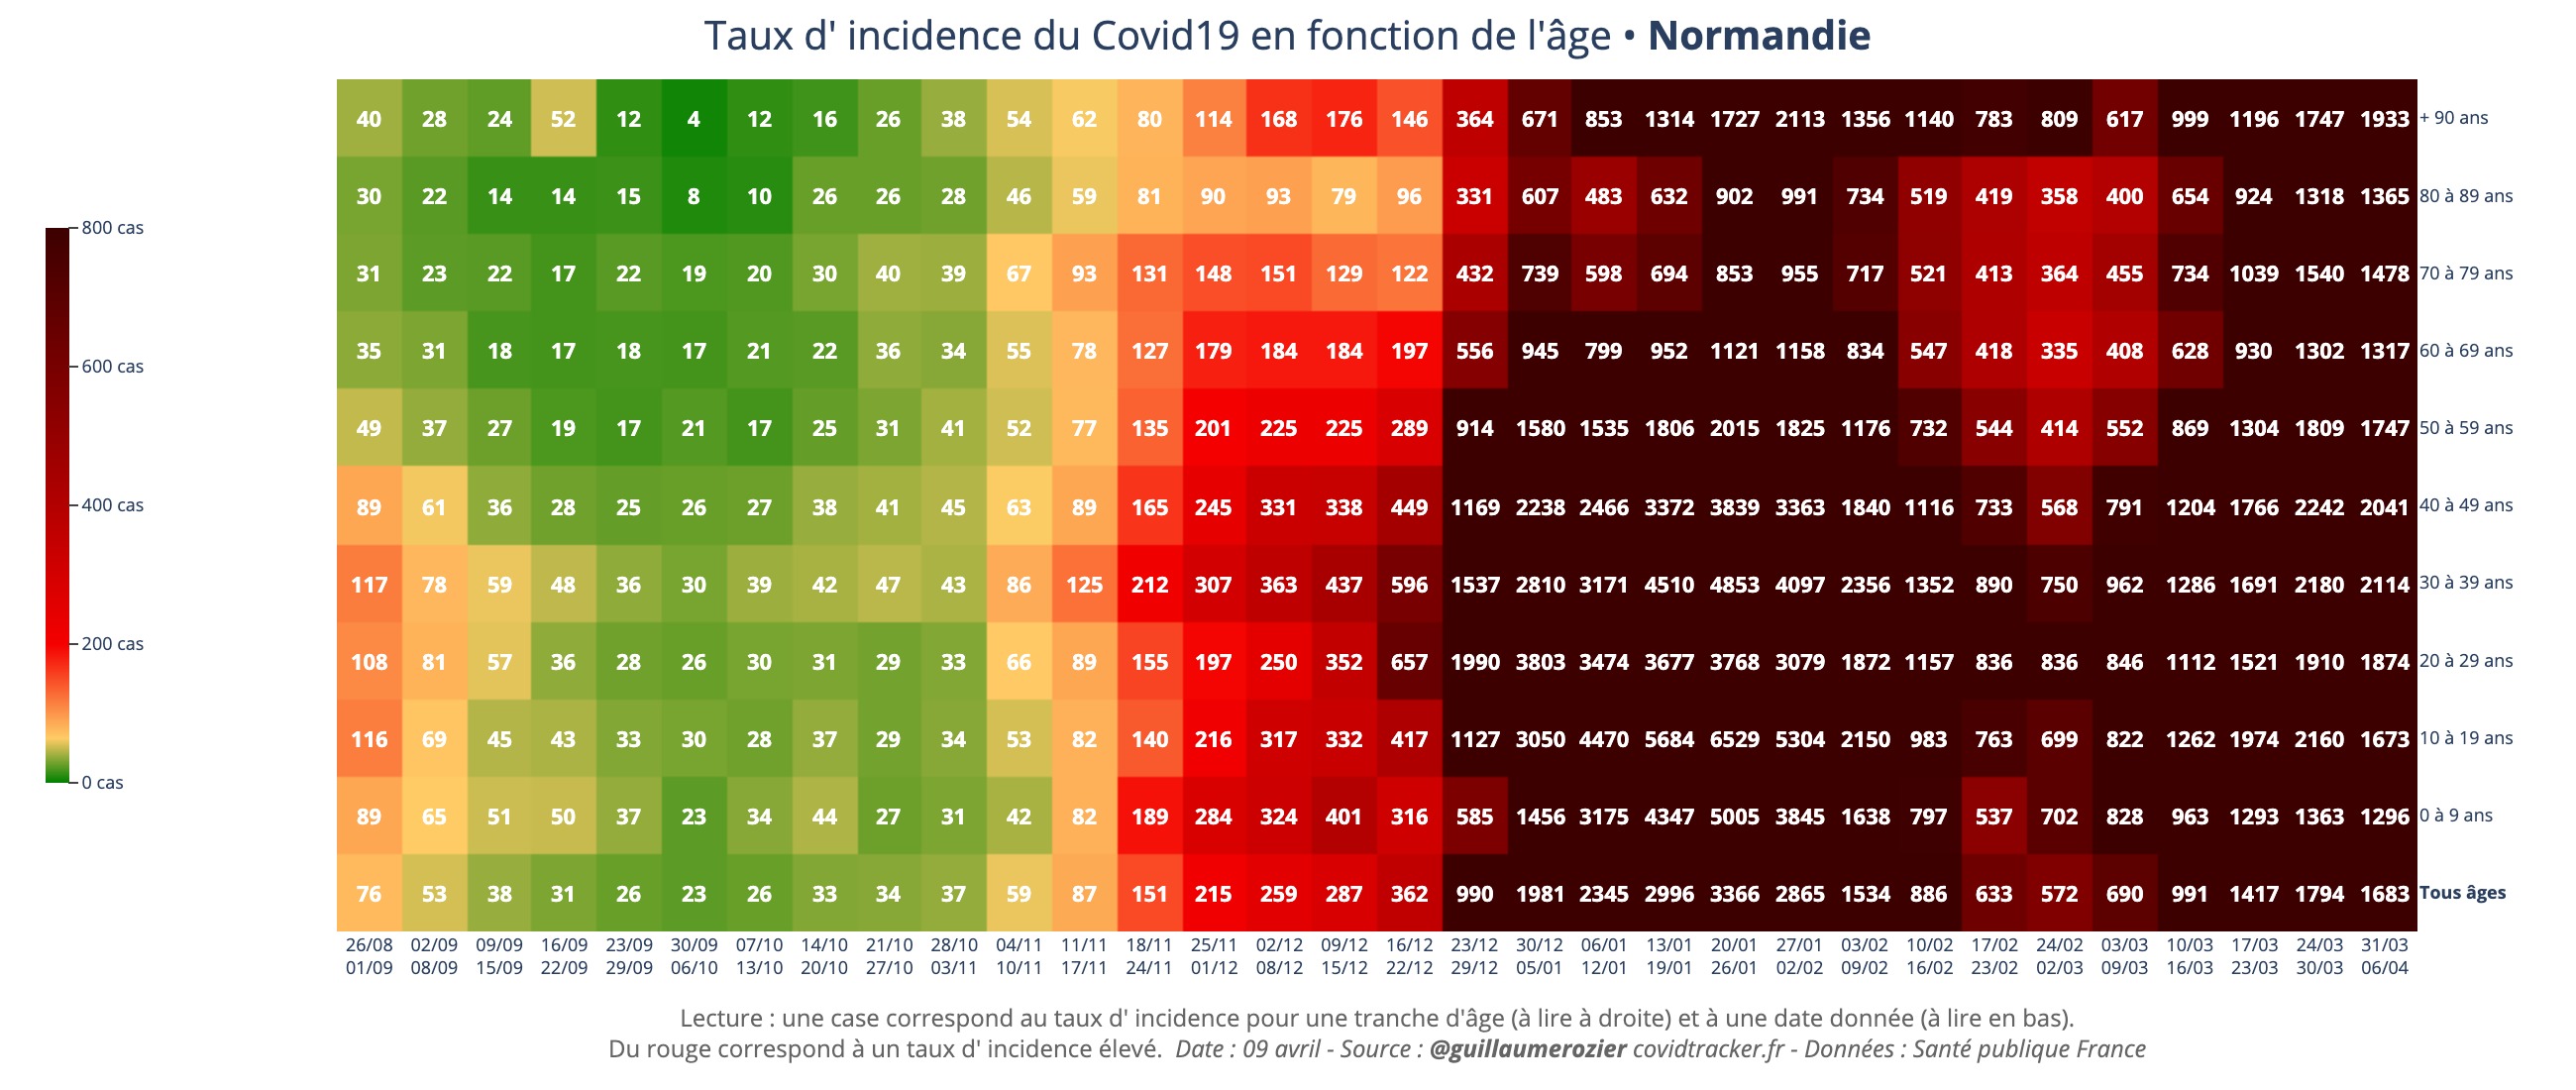 Taux d' incidence du Covid19 en fonction de l'âge • Normandie
40 28 24 52 12 4 12 16 26 38 54 62 80 114 168 176 146 364 671 853 1314 1727 2113 1356 1140 783 809 617 999 1196 1747 1933 + 90 ans
30 22 14 14 15 8 10 26 26 28 46 59 81 90 93 79 96 331 607 483 632 902 991 734 519 419 358 400 654 924 1318 1365 80 à 89 ans
800 cas
31 23 22 17 22 19 20 30 40 39 67 93 131 148 151 129 122 432 739 598 694 853 955 717 521 413 364 455 734 1039 1540 1478 70 à 79 ans
35 31 18 17 18 17 21 22 36 34 55 78 127 179 184 184 197 556 945 799 952 1121 1158 834 547 418 335 408 628 930 1302 1317 60 à 69 ans
600 cas
49 37 27 19 17 21 17 25 31 41 52 77 135 201 225 225 289 914 1580 1535 1806 2015 1825 1176 732 544 414 552 869 1304 1809 1747 50 à 59 ans
400 cas
89 61 36 28 25 26 27 38 41 45 63 89 165 245 331 338 449 1169 2238 2466 3372 3839 3363 1840 1116 733 568 791 1204 1766 2242 2041 40 à 49 ans
117 78 59 48 36 30 39 42 47 43 86 125 212 307 363 437 596 1537 2810 3171 4510 4853 4097 2356 1352 890 750 962 1286 1691 2180 2114 30 à 39 ans
200 cas
108 81 57 36 28 26 30 31 29 33 66 89 155 197 250 352 657 1990 3803 3474 3677 3768 3079 1872 1157 836 836 846 1112 1521 1910 1874 20 à 29 ans
116 69 45 43 33 30 28 37 29 34 53 82 140 216 317 332 417 1127 3050 4470 5684 6529 5304 2150 983 763 699 822 1262 1974 2160 1673 10 à 19 ans
0 cas
89 65 51 50 37 23 34 44 27 31 42 82 189 284 324 401 316 585 1456 3175 4347 5005 3845 1638 797 537 702 828 963 1293 1363 1296 0 à 9 ans
76 53 38 31 26 23 26 33 34 37 59 87 151 215 259 287 362 990 1981 2345 2996 3366 2865 1534 886 633 572 690 991 1417 1794 1683 Tous âges
26/08 02/09 09/09 16/09 23/09 30/09 07/10 14/10 21/10 28/10 04/11 11/11 18/11 25/11 02/12 09/12 16/12 23/12 30/12 06/01 13/01 20/01 27/01 03/02 10/02 17/02 24/02 03/03 10/03 17/03 24/03 31/03
01/09 08/09 15/09 22/09 29/09 06/10 13/10 20/10 27/10 03/11 10/11 17/11 24/11 01/12 08/12 15/12 22/12 29/12 05/01 12/01 19/01 26/01 02/02 09/02 16/02 23/02 02/03 09/03 16/03 23/03 30/03 06/04
Lecture : une case correspond au taux d' incidence pour une tranche d'âge (à lire à droite) et à une date donnée (à lire en bas).
Du rouge correspond à un taux d' incidence élevé. Date : 09 avril - Source : @guillaumerozier covidtracker.fr - Données : Santé publique France